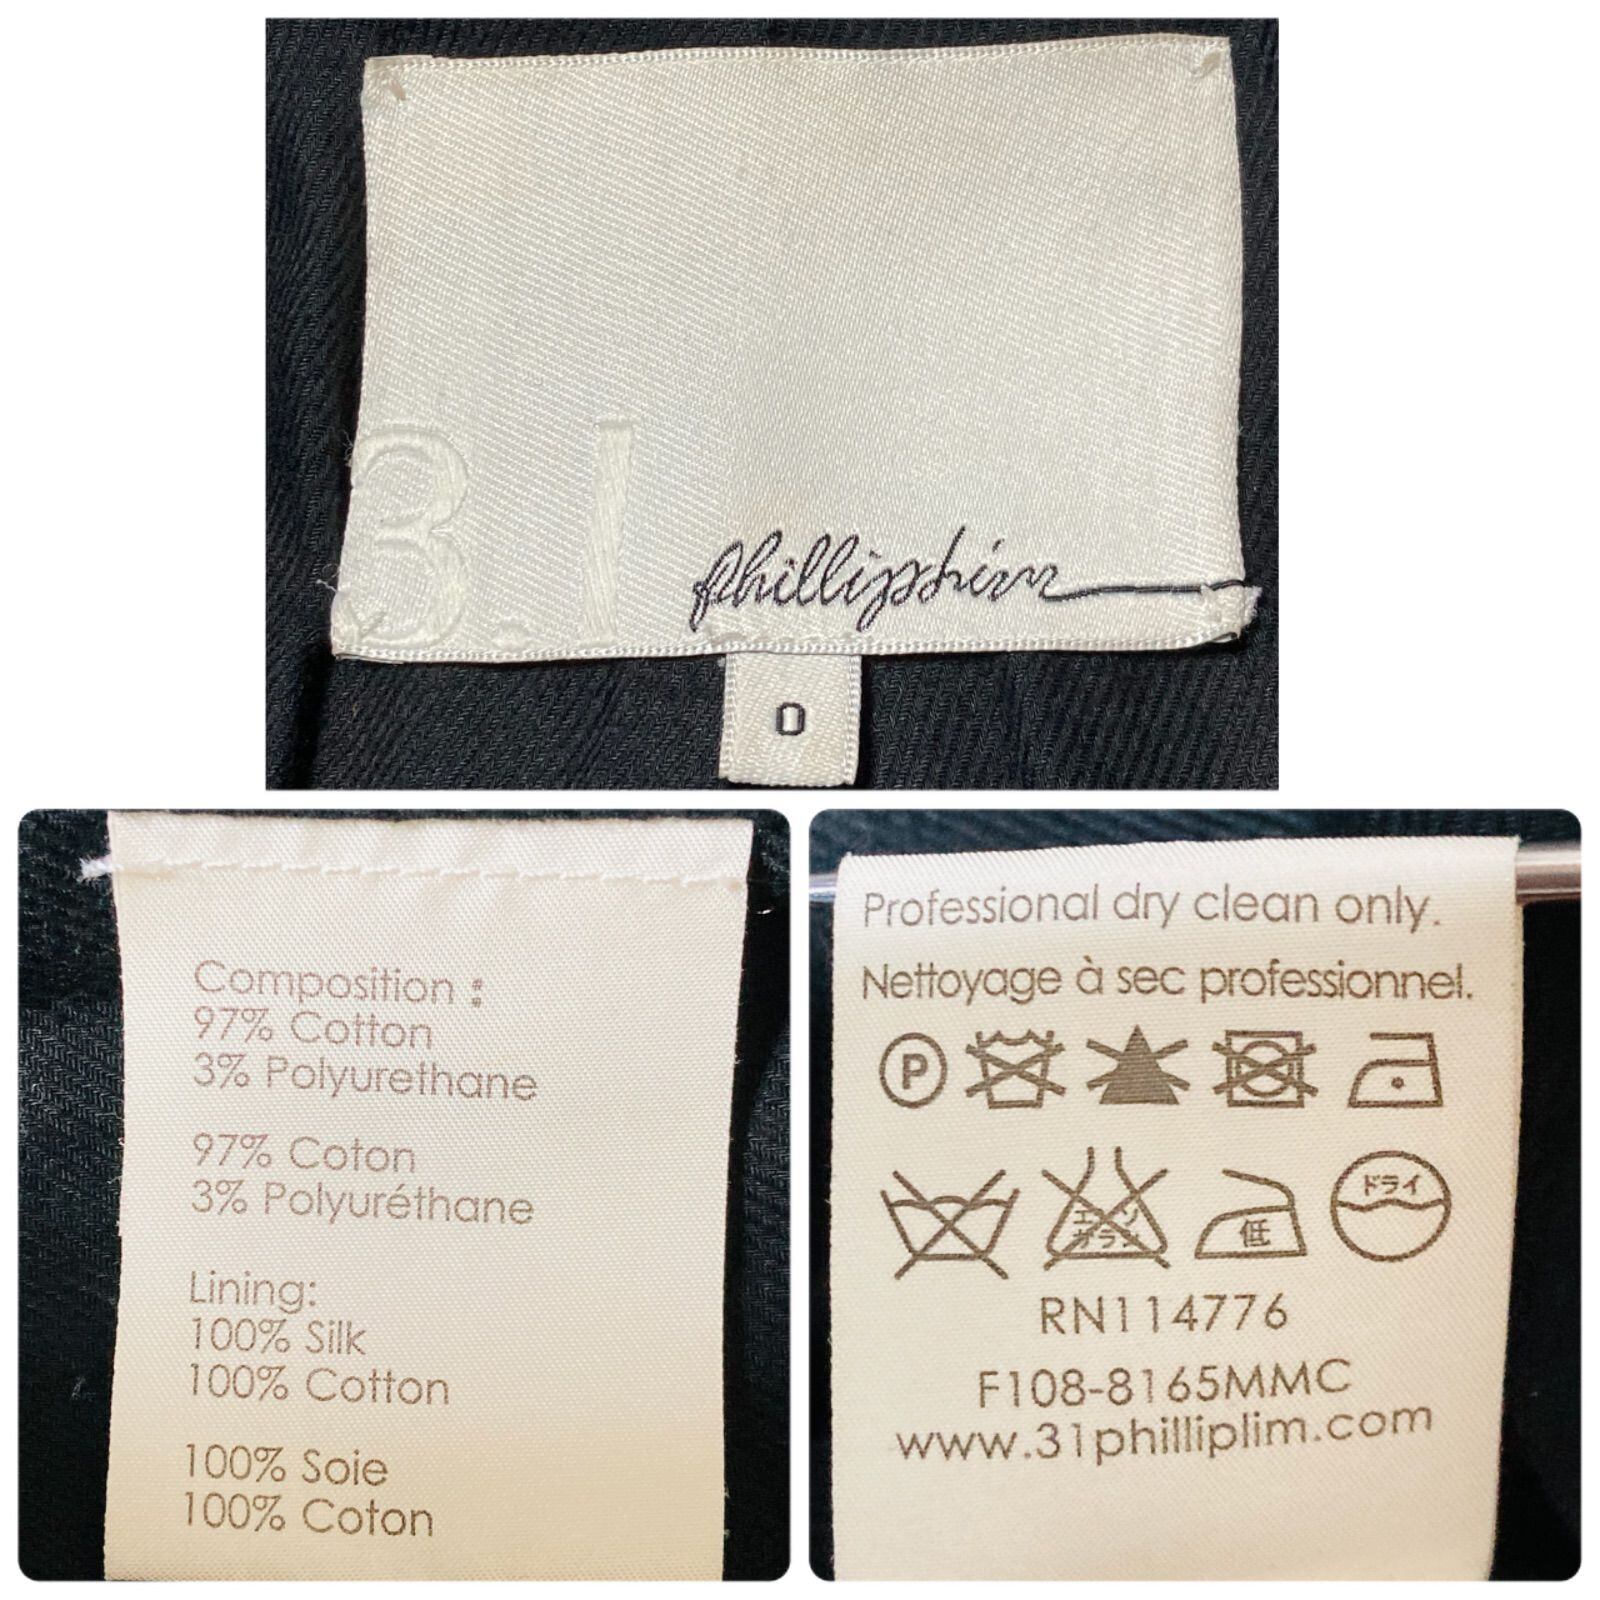 3.1 phillip lim
0
Composition :
97% Cotton
3% Polyurethane
97% Coton
3% Polyuréthane
Lining:
100% Silk
100% Cotton
100% Soie
100% Coton
Professional dry clean only.
Nettoyage à sec professionnel.
P
エンソ
カラン
低
ドライ
RN114776
F108-8165MMC
www.31philliplim.com